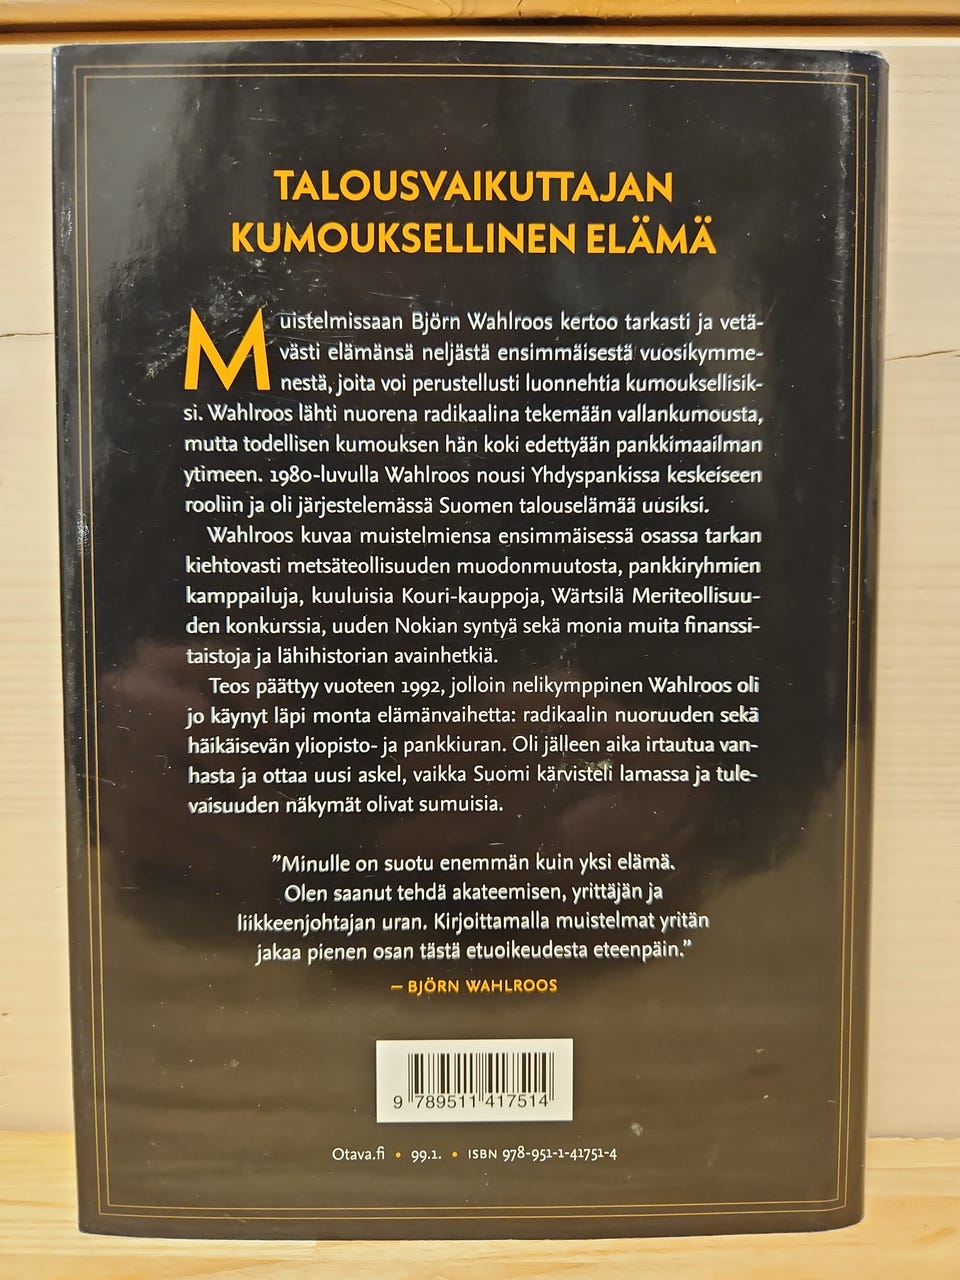 TALOUSVAIKUTTAJAN
KUMOUKSELLINEN ELÄMÄ
Muistelmissaan Björn Wahlroos kertoo tarkasti ja vetä-
västi elämänsä neljästä ensimmäisestä vuosikymme-
nestä, joita voi perustellusti luonnehtia kumouksellisik-
si. Wahlroos lähti nuorena radikaalina tekemään vallankumousta,
mutta todellisen kumouksen hän koki edettyään pankkimaailman
ytimeen. 1980-luvulla Wahlroos nousi Yhdyspankissa keskeiseen
rooliin ja oli järjestelemässä Suomen talouselämää uusiksi.
Wahlroos kuvaa muistelmiensa ensimmäisessä osassa tarkan
kiehtovasti metsäteollisuuden muodonmuutosta, pankkiryhmien
kamppailuja, kuuluisia Kouri-kauppoja, Wärtsilä Meriteollisuu-
den konkurssia, uuden Nokian syntyä sekä monia muita finanssi-
taistoja ja lähihistorian avainhetkiä.
Teos päättyy vuoteen 1992, jolloin nelikymppinen Wahlroos oli
jo käynyt läpi monta elämänvaihetta: radikaalin nuoruuden sekä
häikäisevän yliopisto- ja pankkiuran. Oli jälleen aika irtautua van-
hasta ja ottaa uusi askel, vaikka Suomi kärvisteli lamassa ja tule-
vaisuuden näkymät olivat sumuisia.
”Minulle on suotu enemmän kuin yksi elämä.
Olen saanut tehdä akateemisen, yrittäjän ja
liikkeenjohtajan uran. Kirjoittamalla muistelmat yritän
jakaa pienen osan tästä etuoikeudesta eteenpäin.”
– BJÖRN WAHLROOS
9 789511 417514
Otava.fi • 99.1. • ISBN 978-951-1-41751-4